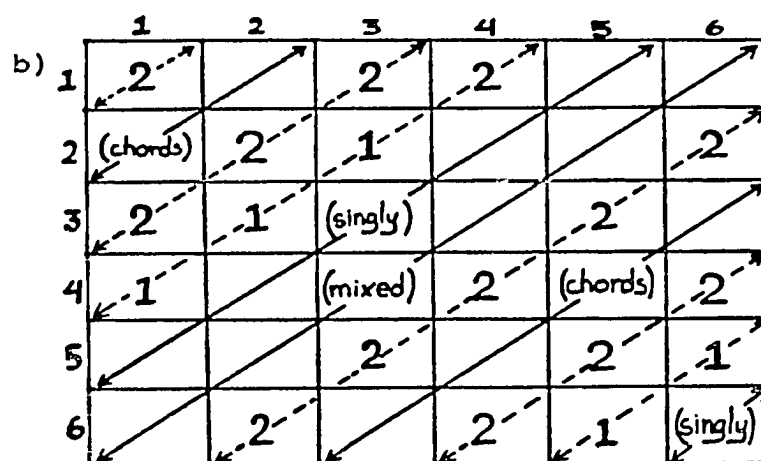 1 2 3 4 5 6
b) 1 2 2 2
2 (chords) 2 1 2
3 2 1 (singly) 2
4 1 (mixed) 2 (chords) 2
5 2 2 1
6 2 2 1 (singly)